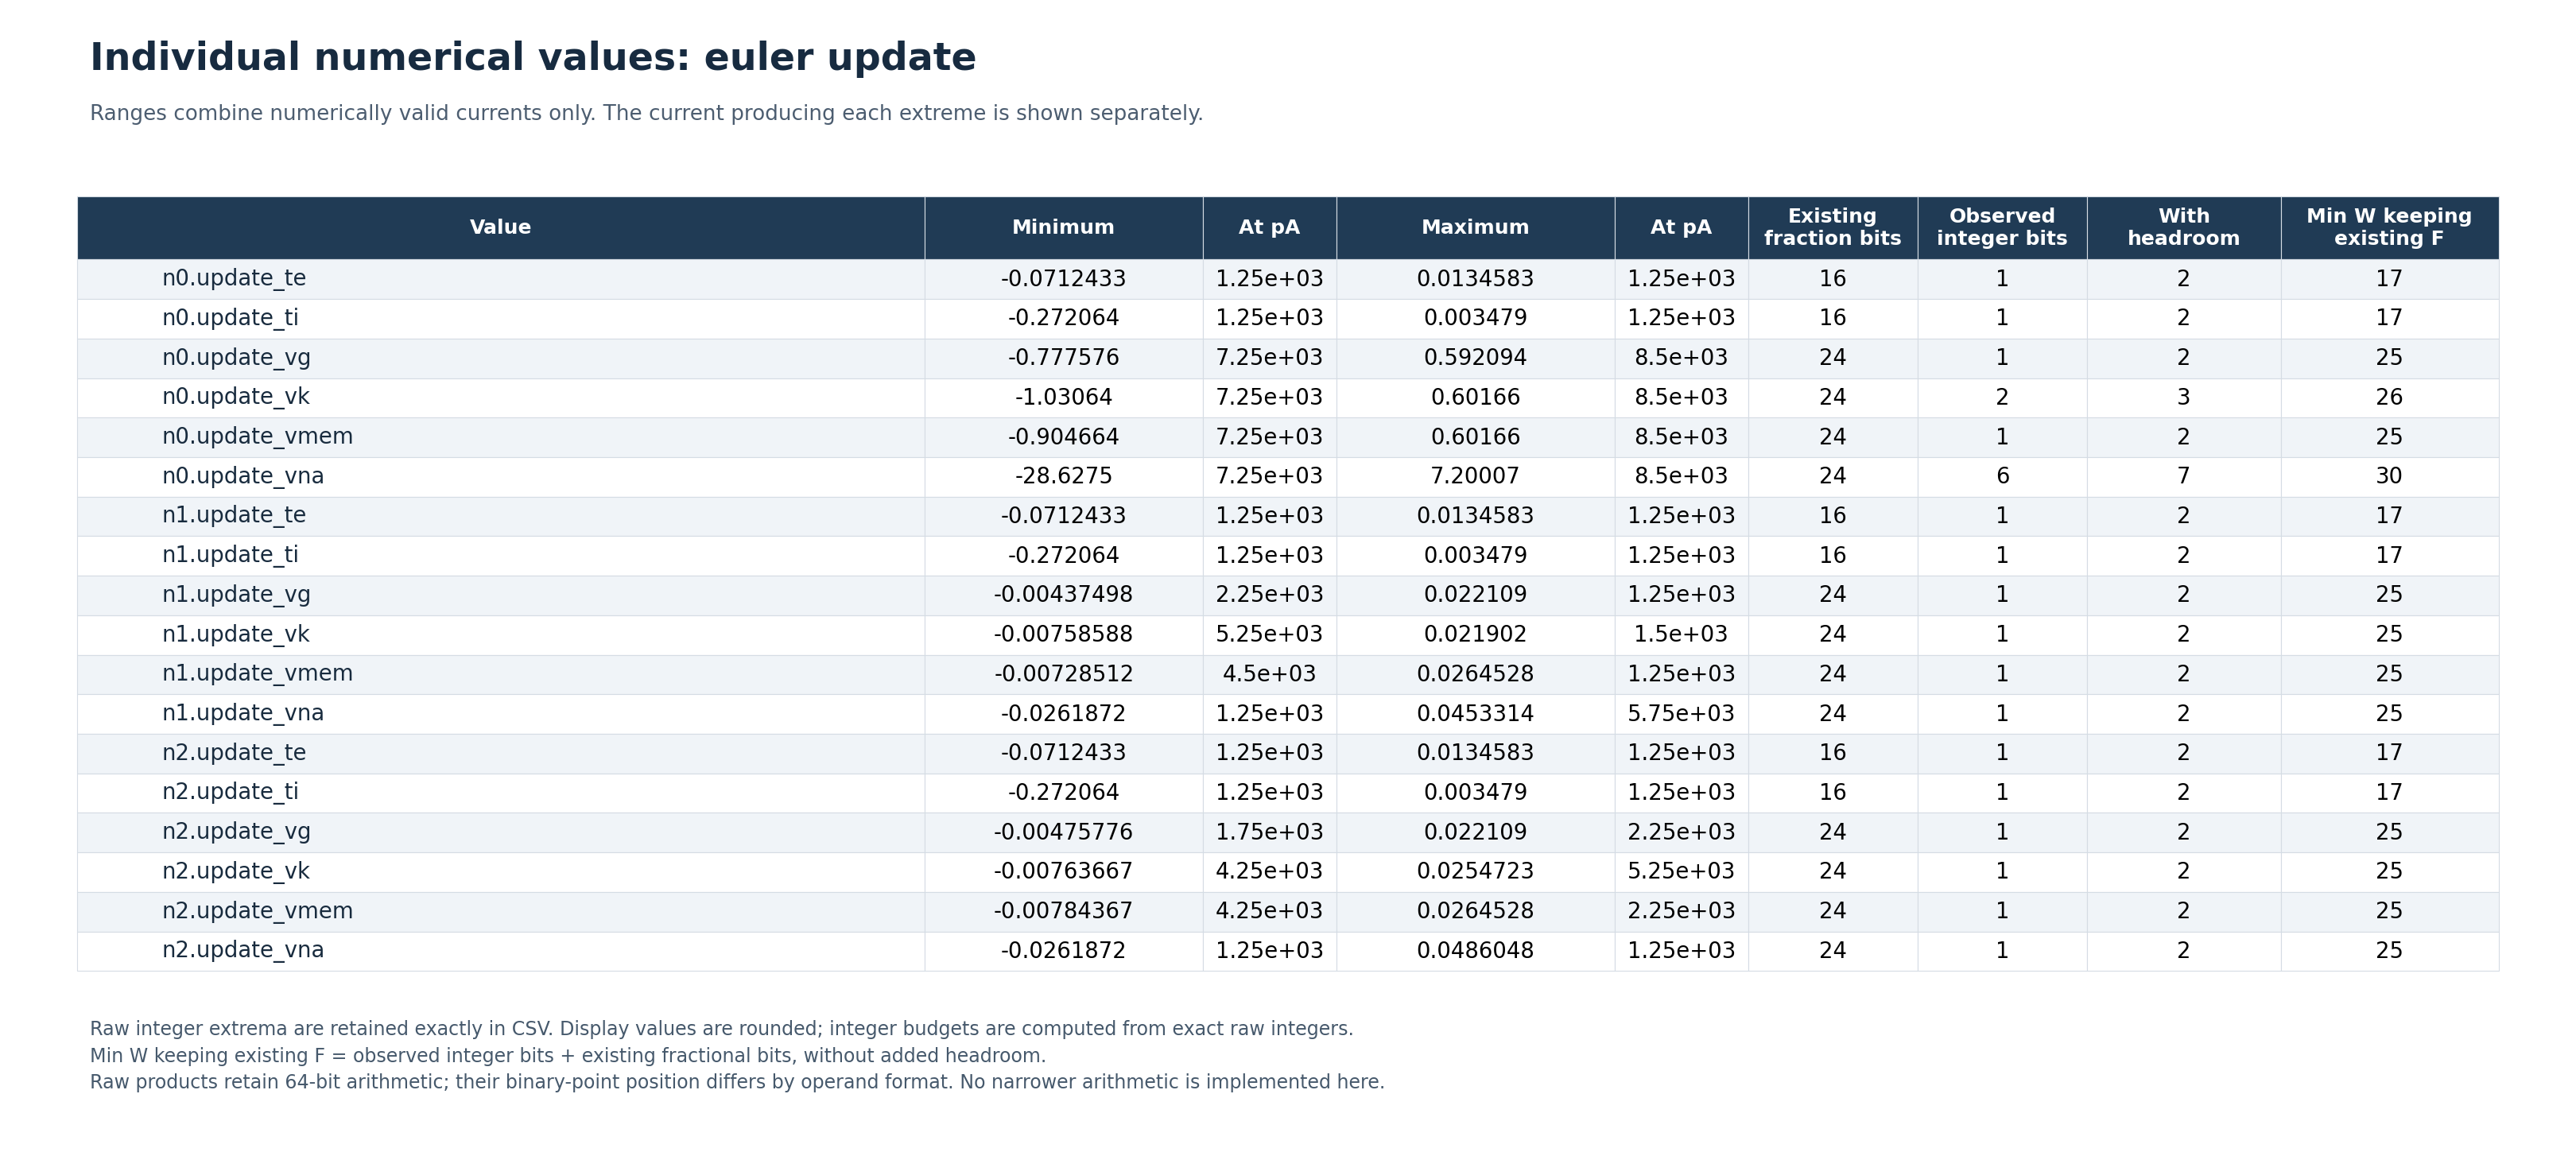 Individual numerical values: euler update
Ranges combine numerically valid currents only. The current producing each extreme is shown separately.
Value Minimum At pA Maximum At pA Existing fraction bits Observed integer bits With headroom Min W keeping existing F
n0.update_te -0.0712433 1.25e+03 0.0134583 1.25e+03 16 1 2 17
n0.update_ti -0.272064 1.25e+03 0.003479 1.25e+03 16 1 2 17
n0.update_vg -0.777576 7.25e+03 0.592094 8.5e+03 24 1 2 25
n0.update_vk -1.03064 7.25e+03 0.60166 8.5e+03 24 2 3 26
n0.update_vmem -0.904664 7.25e+03 0.60166 8.5e+03 24 1 2 25
n0.update_vna -28.6275 7.25e+03 7.20007 8.5e+03 24 6 7 30
n1.update_te -0.0712433 1.25e+03 0.0134583 1.25e+03 16 1 2 17
n1.update_ti -0.272064 1.25e+03 0.003479 1.25e+03 16 1 2 17
n1.update_vg -0.00437498 2.25e+03 0.022109 1.25e+03 24 1 2 25
n1.update_vk -0.00758588 5.25e+03 0.021902 1.5e+03 24 1 2 25
n1.update_vmem -0.00728512 4.5e+03 0.0264528 1.25e+03 24 1 2 25
n1.update_vna -0.0261872 1.25e+03 0.0453314 5.75e+03 24 1 2 25
n2.update_te -0.0712433 1.25e+03 0.0134583 1.25e+03 16 1 2 17
n2.update_ti -0.272064 1.25e+03 0.003479 1.25e+03 16 1 2 17
n2.update_vg -0.00475776 1.75e+03 0.022109 2.25e+03 24 1 2 25
n2.update_vk -0.00763667 4.25e+03 0.0254723 5.25e+03 24 1 2 25
n2.update_vmem -0.00784367 4.25e+03 0.0264528 2.25e+03 24 1 2 25
n2.update_vna -0.0261872 1.25e+03 0.0486048 1.25e+03 24 1 2 25
Raw integer extrema are retained exactly in CSV. Display values are rounded; integer budgets are computed from exact raw integers.
Min W keeping existing F = observed integer bits + existing fractional bits, without added headroom.
Raw products retain 64-bit arithmetic; their binary-point position differs by operand format. No narrower arithmetic is implemented here.